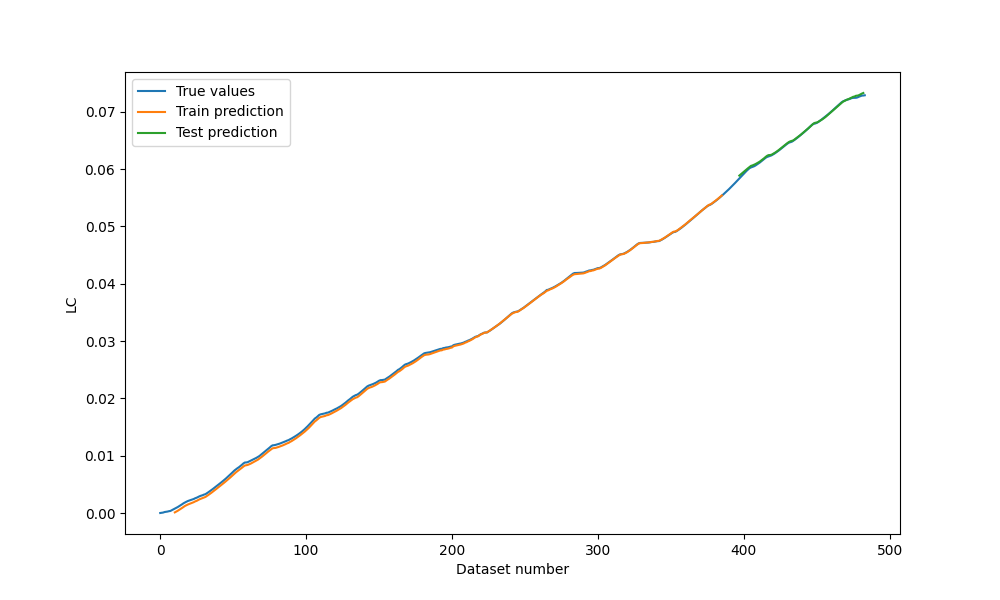 True values
Train prediction
Test prediction
0.07
0.06
0.05
0.04
0.03
0.02
0.01
0.00
LC
0 100 200 300 400 500
Dataset number